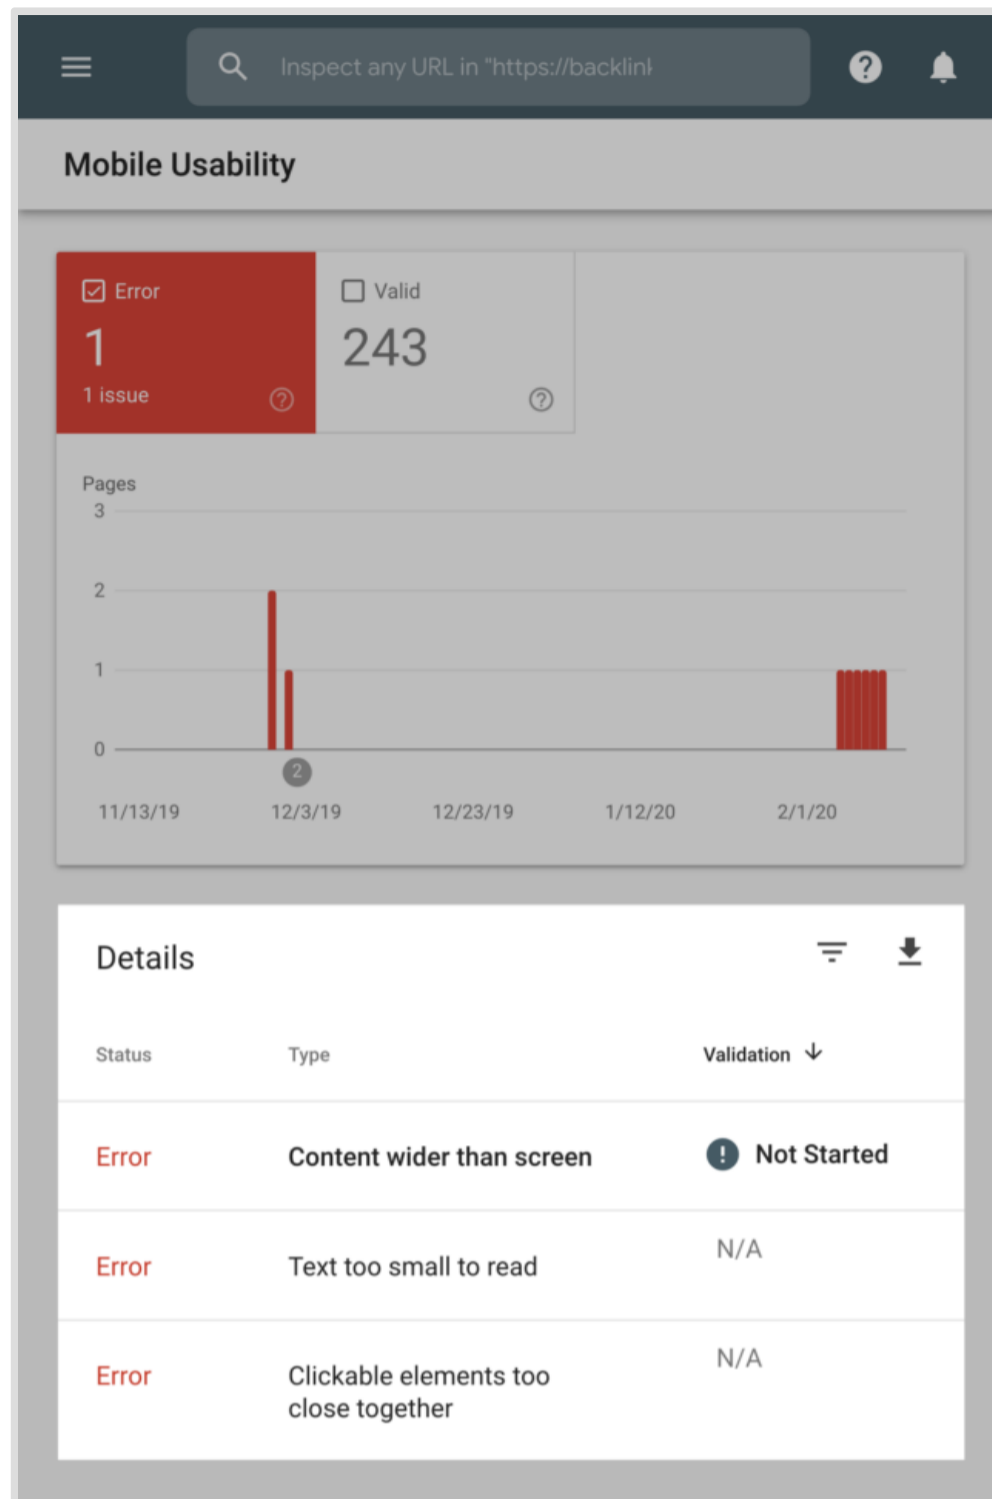 Inspect any URL in "https://backlink
Mobile Usability
Error
1
1 issue
Valid
243
Pages
3
2
1
0
2
11/13/19 12/3/19 12/23/19 1/12/20 2/1/20
Details
Status Type Validation
Error Content wider than screen Not Started
Error Text too small to read N/A
Error Clickable elements too N/A
close together